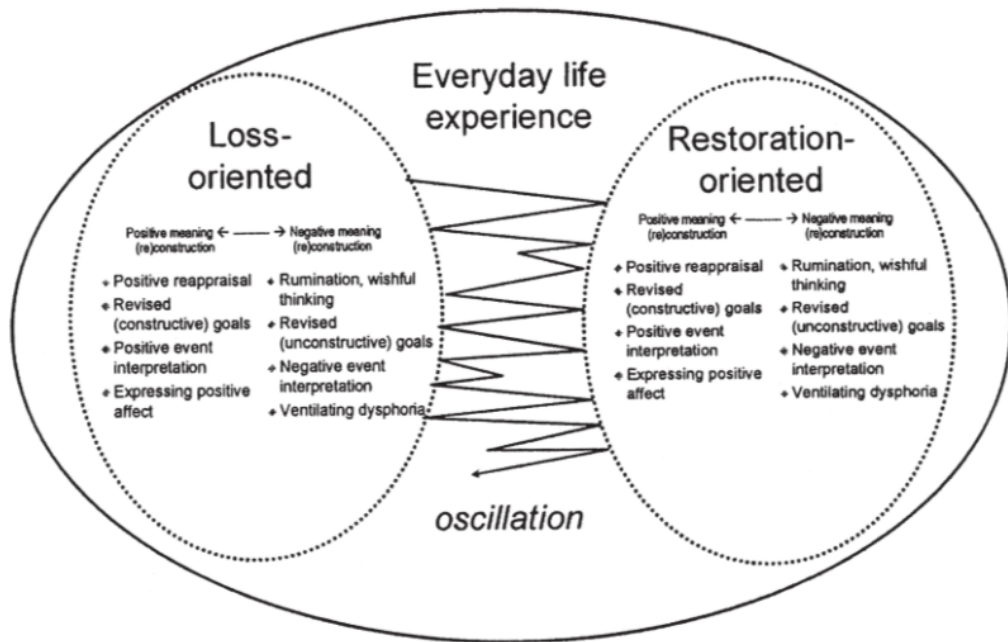 Everyday life
experience
Loss-
oriented
Positive meaning ← → Negative meaning
(re)construction (re)construction
+ Positive reappraisal
+ Revised
(constructive) goals
+ Positive event
interpretation
+ Expressing positive
affect
+ Rumination, wishful
thinking
+ Revised
(unconstructive) goals
+ Negative event
interpretation
+ Ventilating dysphoria
Restoration-
oriented
Positive meaning ← → Negative meaning
(re)construction (re)construction
+ Positive reappraisal
+ Revised
(constructive) goals
+ Positive event
interpretation
+ Expressing positive
affect
+ Rumination, wishful
thinking
+ Revised
(unconstructive) goals
+ Negative event
interpretation
+ Ventilating dysphoria
oscillation